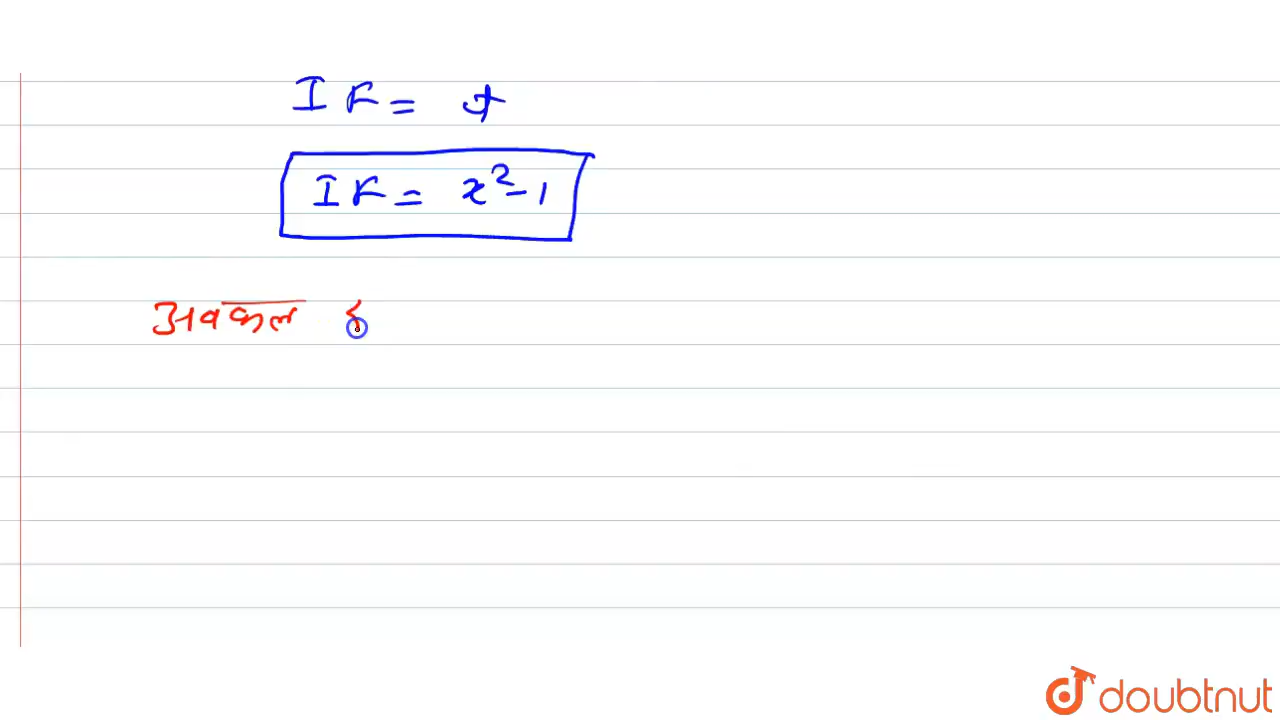 IF = t
IF = x²-1
अवकल
doubtnut